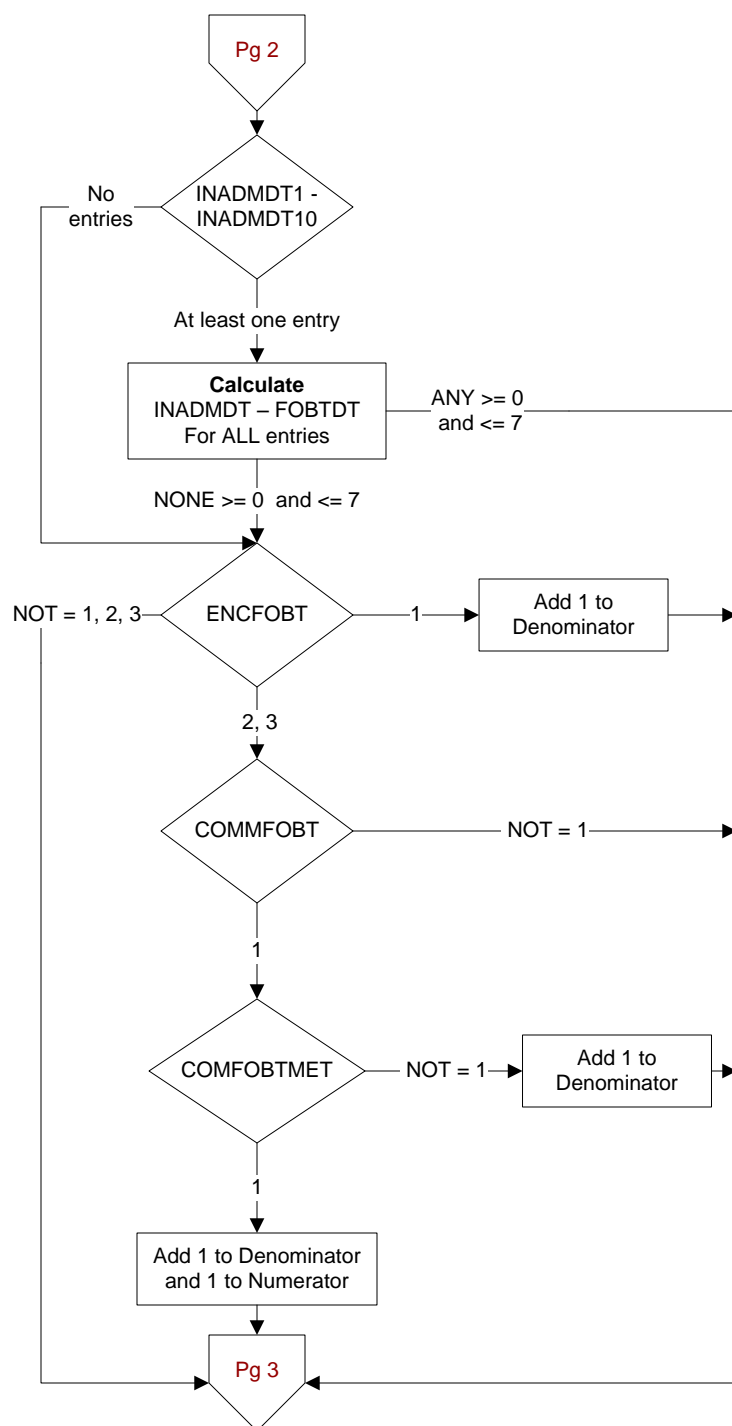 Pg 2
INADMDT1 -
INADMDT10
No
entries
At least one entry
Calculate
INADMDT – FOBTDT
For ALL entries
ANY >= 0
and <= 7
NONE >= 0 and <= 7
ENCFOBT
NOT = 1, 2, 3
1
Add 1 to
Denominator
2, 3
COMMFOBT
NOT = 1
1
COMFOBTMET
NOT = 1
Add 1 to
Denominator
1
Add 1 to Denominator
and 1 to Numerator
Pg 3